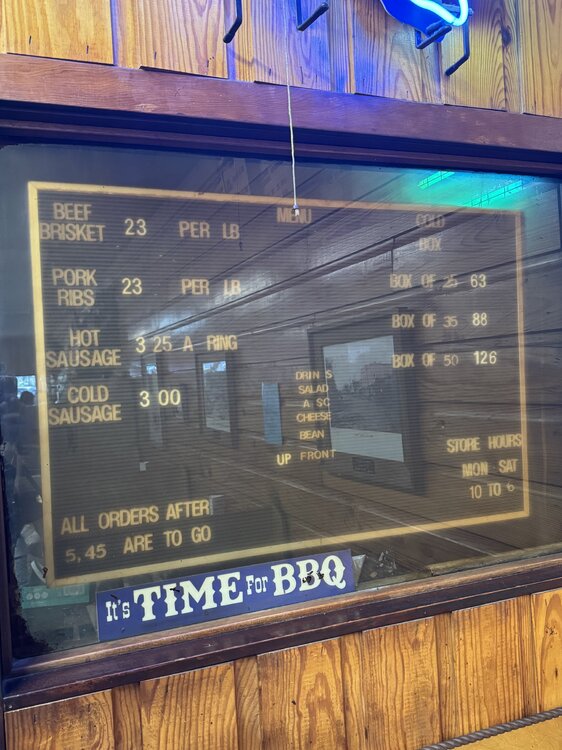 MENU
BEEF
BRISKET 23 PER LB
PORK
RIBS 23 PER LB
HOT
SAUSAGE 3 25 A RING
COLD
SAUSAGE 3 00
COLD
BOX
BOX OF 25 63
BOX OF 35 88
BOX OF 50 126
DRIN S
SALAD
A SC
CHEESE
BEAN
UP FRONT
STORE HOURS
MON SAT
10 TO 6
ALL ORDERS AFTER
5,45 ARE TO GO
It's TIME For BBQ